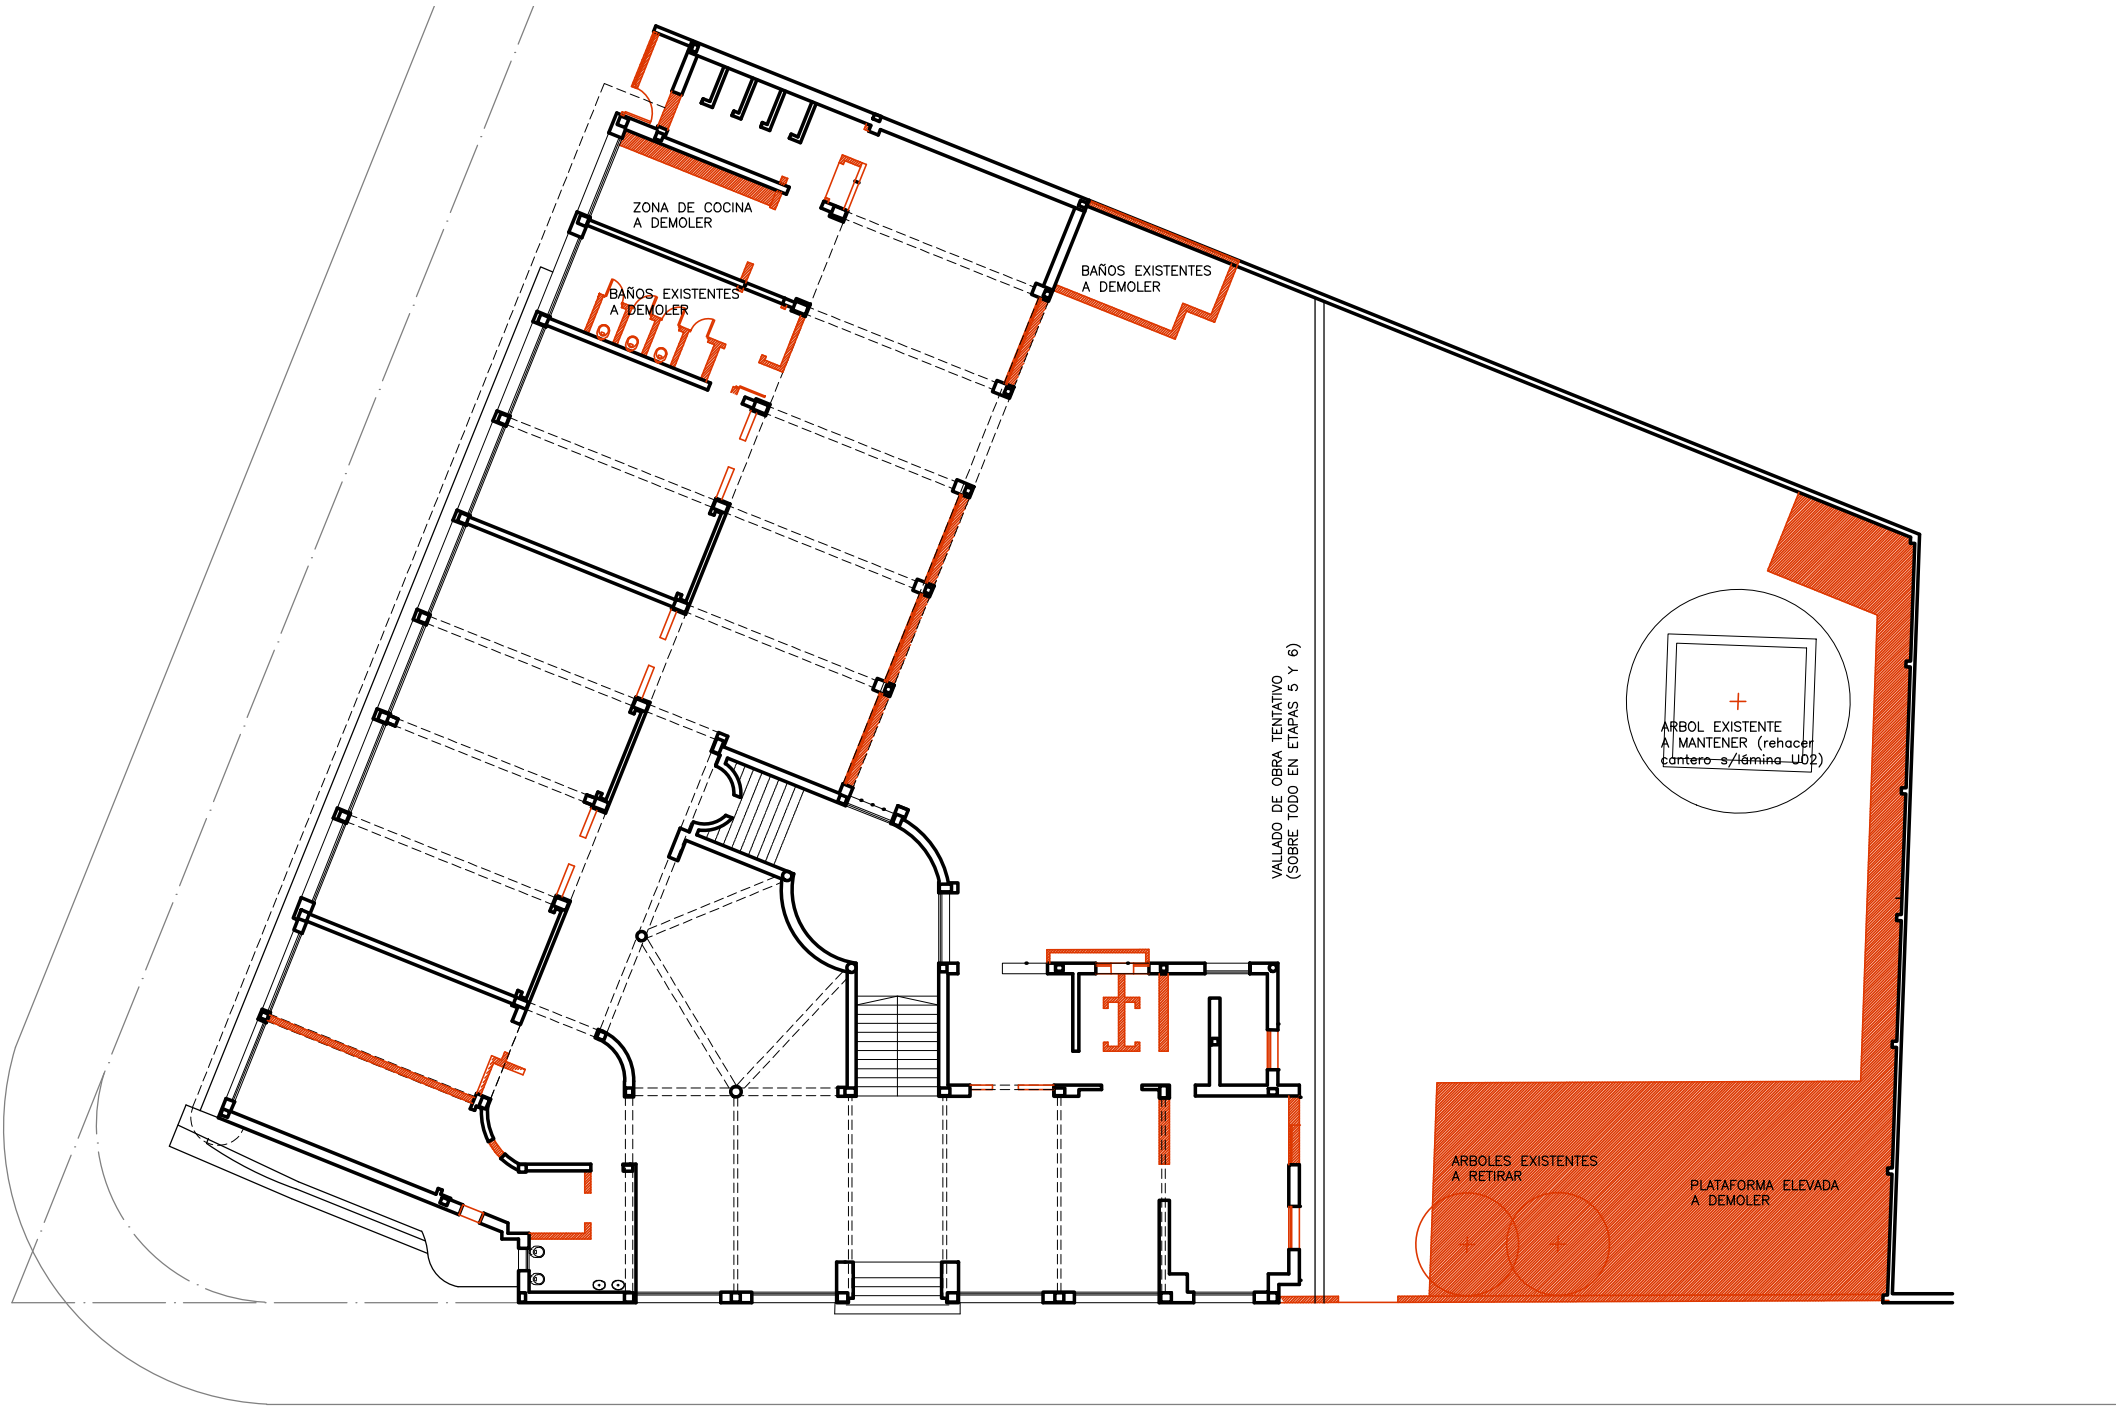 ZONA DE COCINA
A DEMOLER
BAÑOS EXISTENTES
A DEMOLER
BAÑOS EXISTENTES
A DEMOLER
VALLADO DE OBRA TENTATIVO
(SOBRE TODO EN ETAPAS 5 Y 6)
ARBOL EXISTENTE
A MANTENER (rehacer
cantero s/lámina U02)
ARBOLES EXISTENTES
A RETIRAR
PLATAFORMA ELEVADA
A DEMOLER